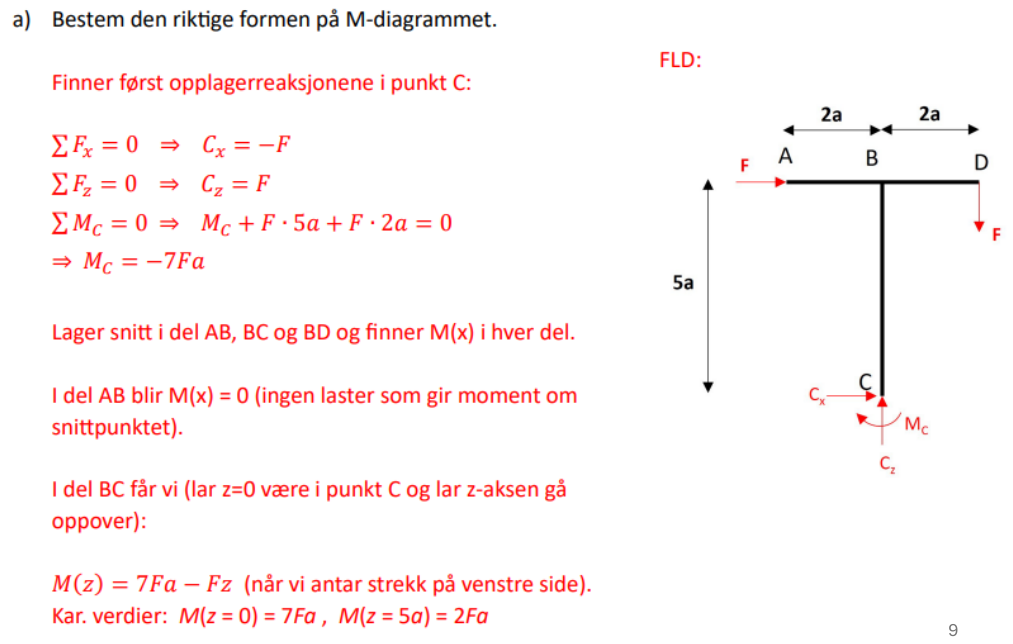 a) Bestem den riktige formen på M-diagrammet.
Finner først opplagerreaksjonene i punkt C:
∑Fₓ = 0 ⇒ Cₓ = −F
∑F_z = 0 ⇒ C_z = F
∑M_C = 0 ⇒ M_C + F · 5a + F · 2a = 0
⇒ M_C = −7Fa
Lager snitt i del AB, BC og BD og finner M(x) i hver del.
I del AB blir M(x) = 0 (ingen laster som gir moment om
snittpunktet).
I del BC får vi (lar z=0 være i punkt C og lar z-aksen gå
oppover):
M(z) = 7Fa − Fz (når vi antar strekk på venstre side).
Kar. verdier: M(z = 0) = 7Fa , M(z = 5a) = 2Fa
FLD:
2a 2a
F A B D
F
5a
Cₓ C
M_C
C_z
9